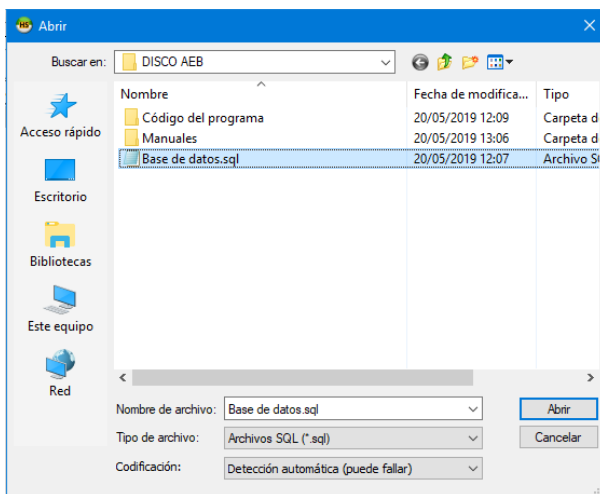 HS Abrir
Buscar en: DISCO AEB
Nombre Fecha de modifica... Tipo
Código del programa 20/05/2019 12:09 Carpeta d
Manuales 20/05/2019 13:06 Carpeta d
Base de datos.sql 20/05/2019 12:07 Archivo S
Acceso rápido
Escritorio
Bibliotecas
Este equipo
Red
Nombre de archivo: Base de datos.sql Abrir
Tipo de archivo: Archivos SQL (*.sql) Cancelar
Codificación: Detección automática (puede fallar)